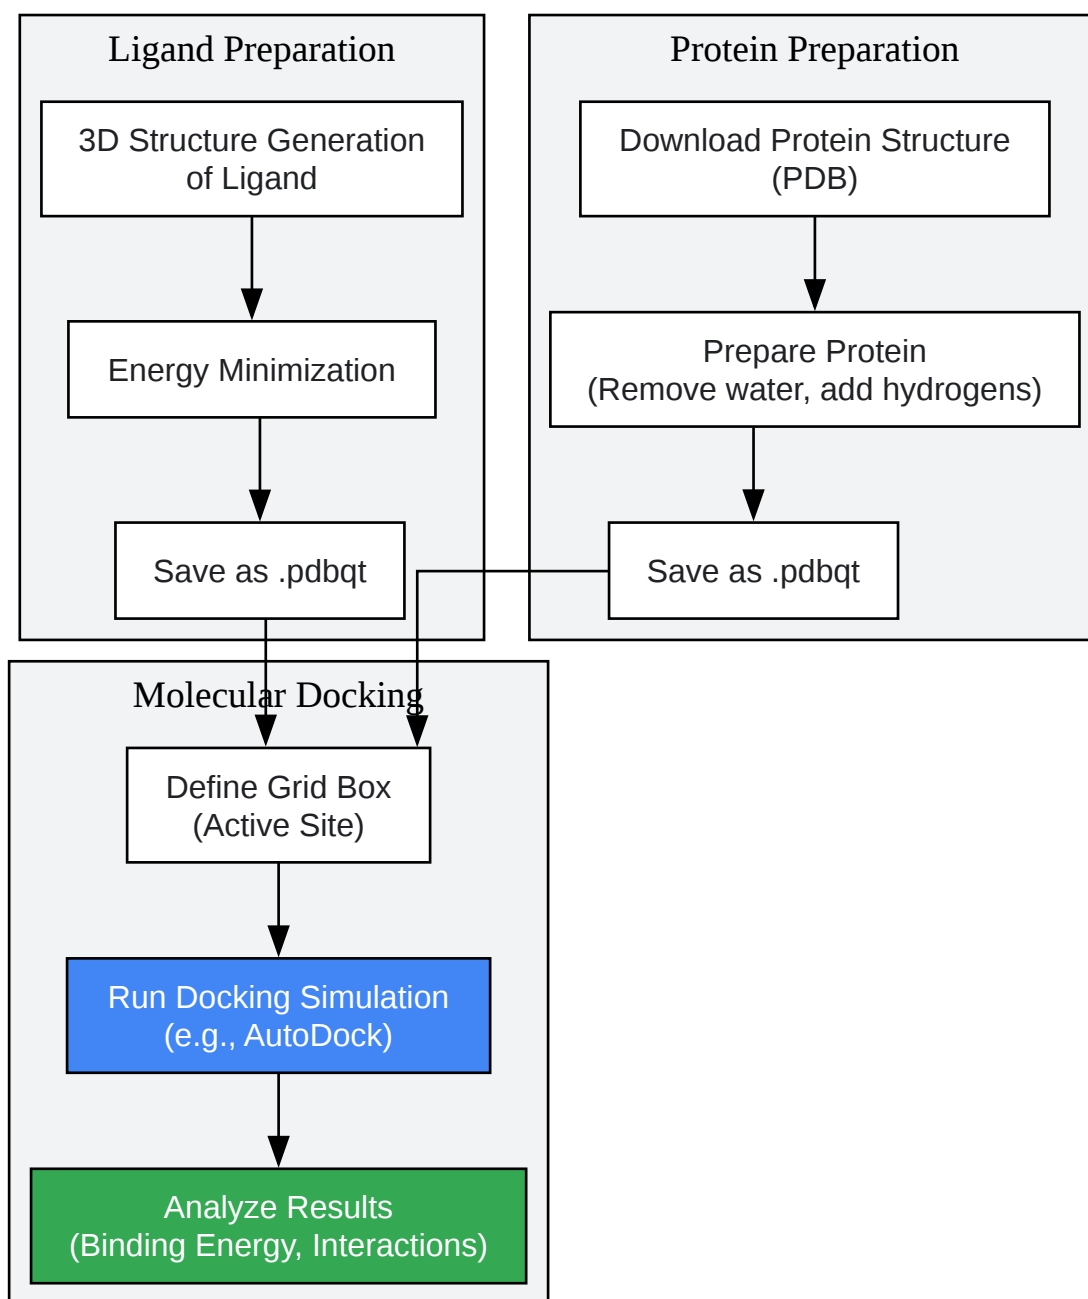 Ligand Preparation
3D Structure Generation
of Ligand
Energy Minimization
Save as .pdbqt
Protein Preparation
Download Protein Structure
(PDB)
Prepare Protein
(Remove water, add hydrogens)
Save as .pdbqt
Molecular Docking
Define Grid Box
(Active Site)
Run Docking Simulation
(e.g., AutoDock)
Analyze Results
(Binding Energy, Interactions)